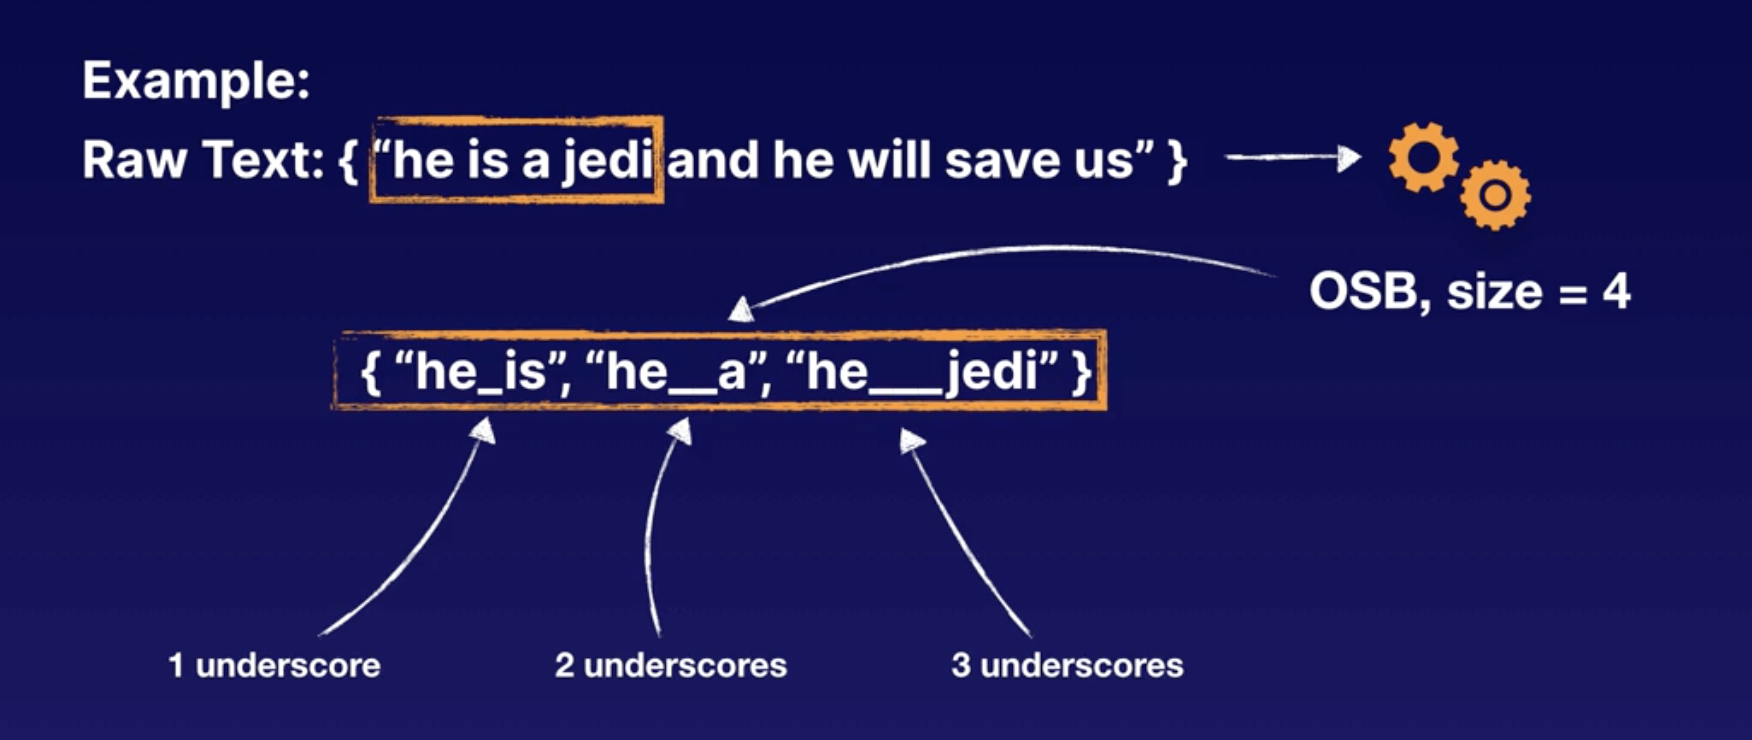 Example:
Raw Text: { “he is a jedi and he will save us” }
OSB, size = 4
{ “he_is”, “he__a”, “he___jedi” }
1 underscore
2 underscores
3 underscores